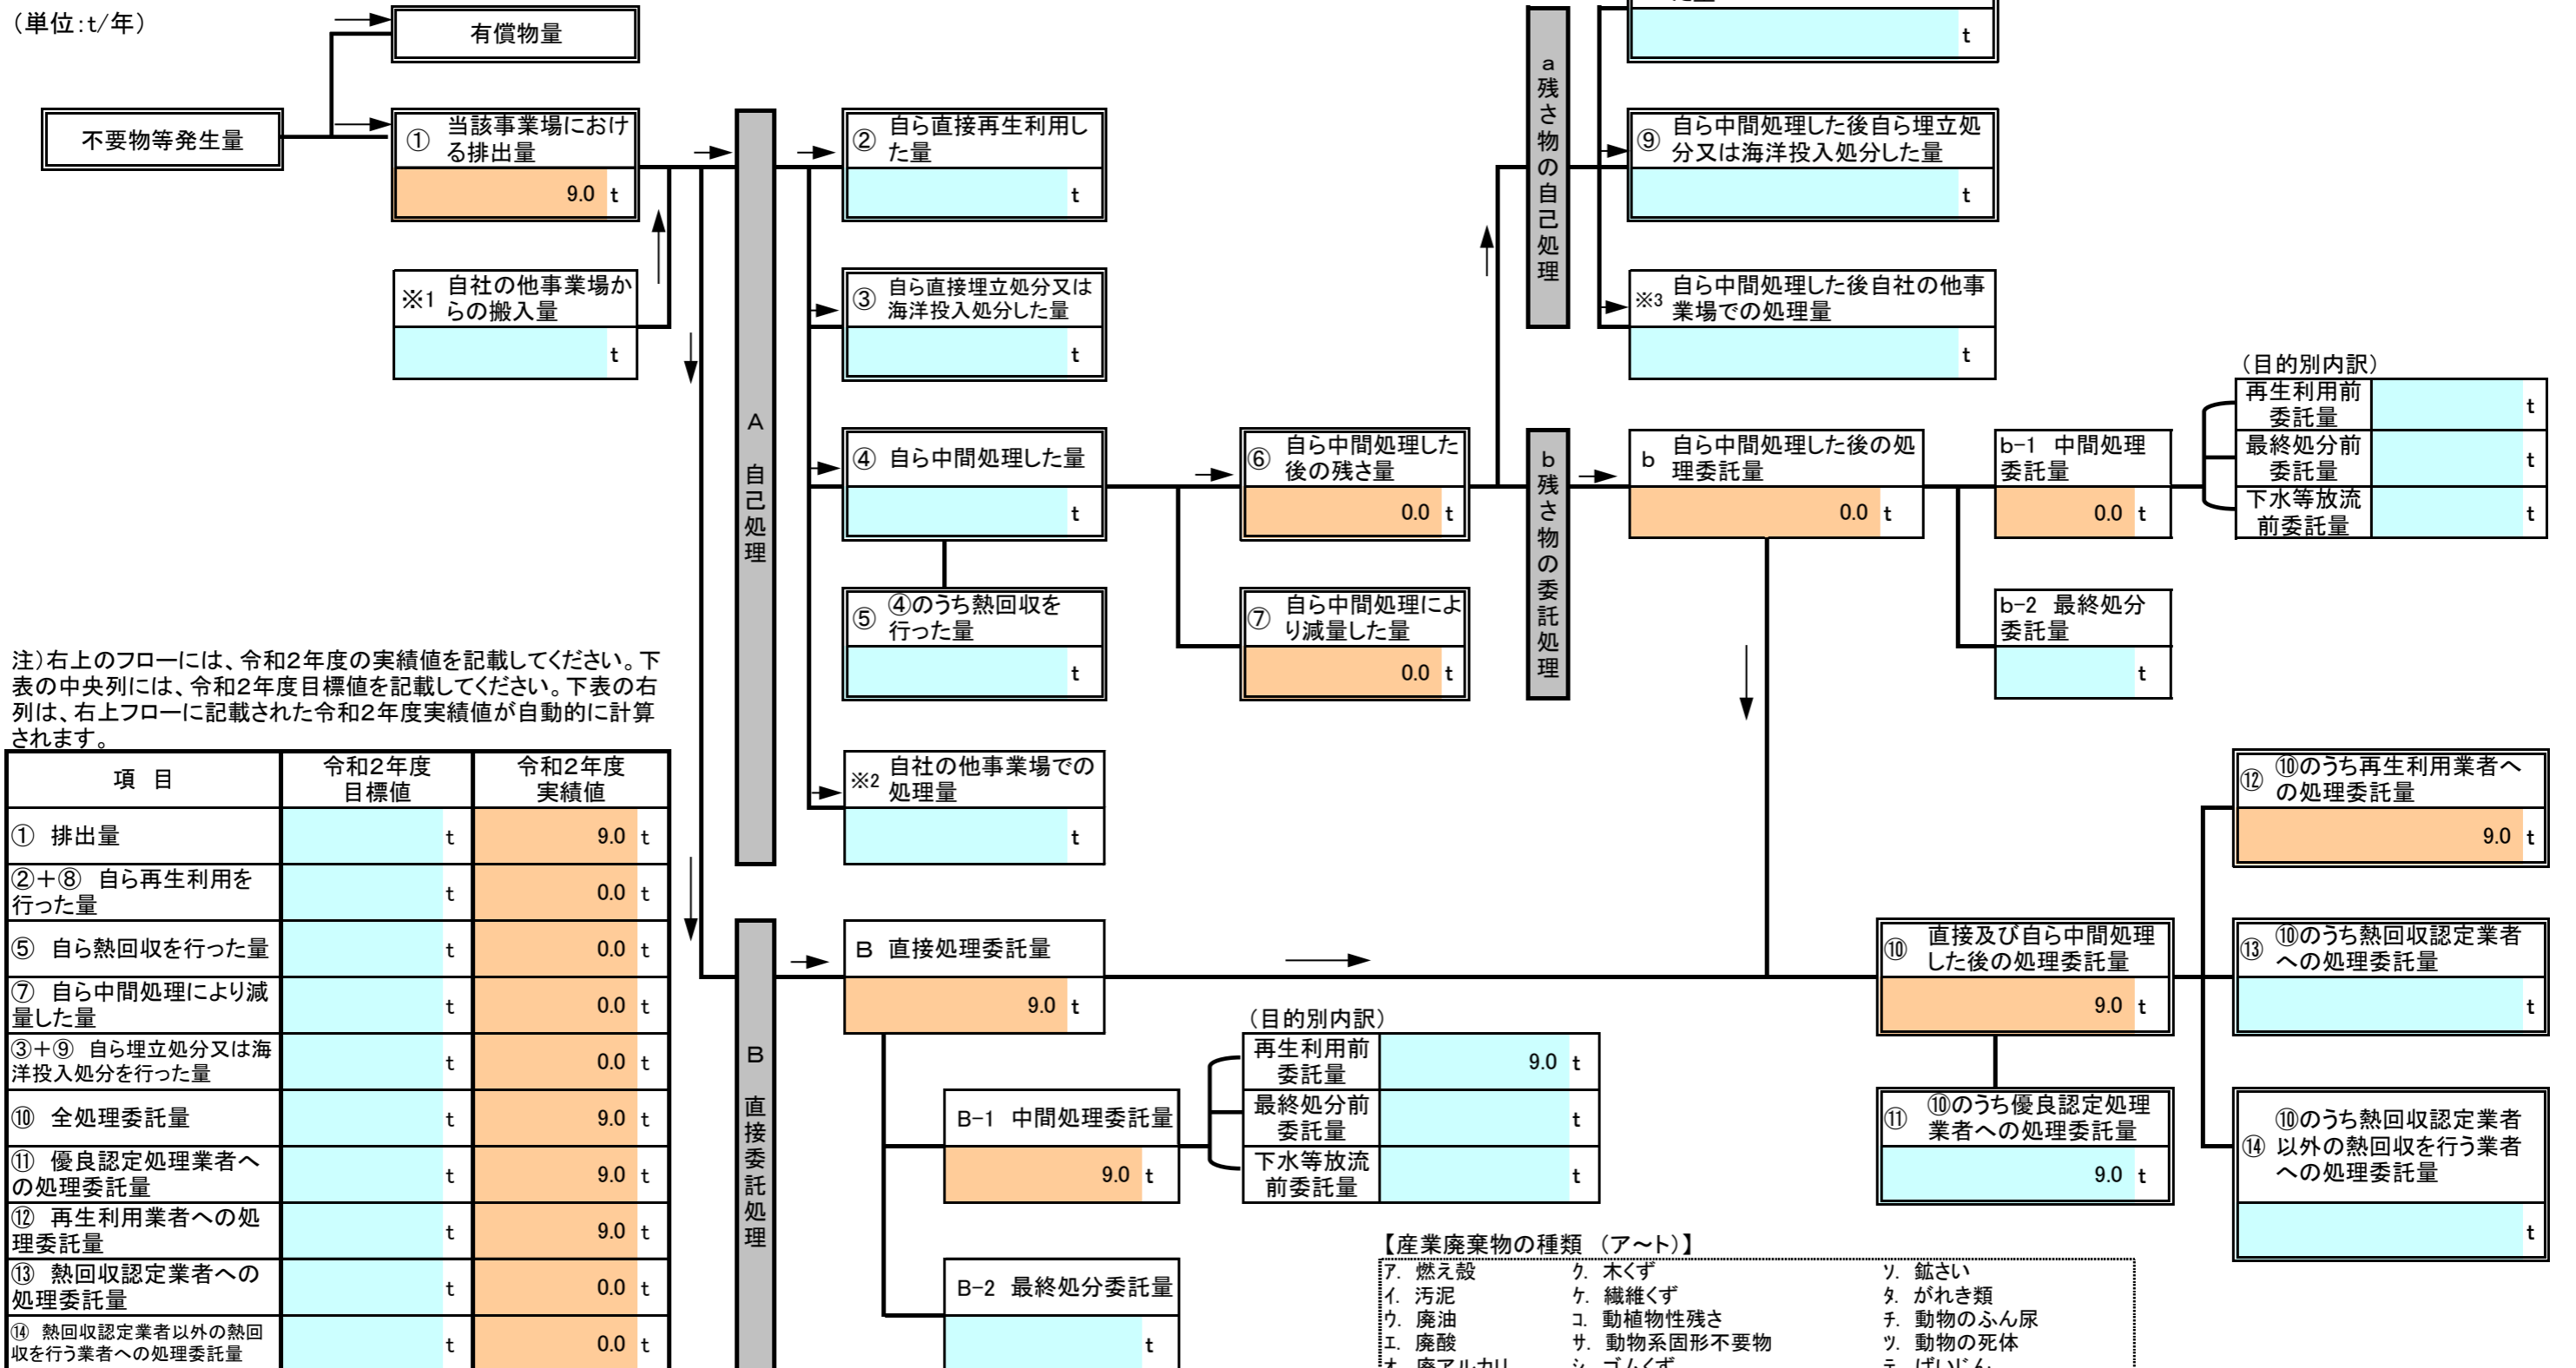 (単位:t/年)
有償物量
t
不要物等発生量
① 当該事業場におけ
る排出量
9.0 t
※1 自社の他事業場か
らの搬入量
t
A 自己処理
② 自ら直接再生利用し
た量
t
③ 自ら直接埋立処分又は
海洋投入処分した量
t
④ 自ら中間処理した量
t
⑤ ④のうち熱回収を
行った量
t
※2 自社の他事業場での
処理量
t
⑥ 自ら中間処理した
後の残さ量
0.0 t
⑦ 自ら中間処理によ
り減量した量
0.0 t
a 残さ物の自己処理
⑨ 自ら中間処理した後自ら埋立処
分又は海洋投入処分した量
t
※3 自ら中間処理した後自社の他事
業場での処理量
t
b 残さ物の委託処理
b 自ら中間処理した後の処
理委託量
0.0 t
b-1 中間処理
委託量
0.0 t
b-2 最終処分
委託量
t
(目的別内訳)
再生利用前
委託量 t
最終処分前
委託量 t
下水等放流
前委託量 t
注)右上のフローには、令和2年度の実績値を記載してください。下
表の中央列には、令和2年度目標値を記載してください。下表の右
列は、右上フローに記載された令和2年度実績値が自動的に計算
されます。
項 目 令和2年度 目標値 令和2年度 実績値
① 排出量 t 9.0 t
②+⑧ 自ら再生利用を
行った量 t 0.0 t
⑤ 自ら熱回収を行った量 t 0.0 t
⑦ 自ら中間処理により減
量した量 t 0.0 t
③+⑨ 自ら埋立処分又は海
洋投入処分を行った量 t 0.0 t
⑩ 全処理委託量 t 9.0 t
⑪ 優良認定処理業者へ
の処理委託量 t 9.0 t
⑫ 再生利用業者への処
理委託量 t 9.0 t
⑬ 熱回収認定業者への
処理委託量 t 0.0 t
⑭ 熱回収認定業者以外の熱回
収を行う業者への処理委託量 t 0.0 t
B 直接委託処理
B 直接処理委託量
9.0 t
B-1 中間処理委託量
9.0 t
B-2 最終処分委託量
t
(目的別内訳)
再生利用前
委託量 9.0 t
最終処分前
委託量 t
下水等放流
前委託量 t
⑩ 直接及び自ら中間処理
した後の処理委託量
9.0 t
⑪ ⑩のうち優良認定処理
業者への処理委託量
9.0 t
⑫ ⑩のうち再生利用業者へ
の処理委託量
9.0 t
⑬ ⑩のうち熱回収認定業者
への処理委託量
t
⑭ ⑩のうち熱回収認定業者
以外の熱回収を行う業者
への処理委託量
t
【産業廃棄物の種類 (ア~ト)】
ア. 燃え殻 ク. 木くず ソ. 鉱さい
イ. 汚泥 ケ. 繊維くず タ. がれき類
ウ. 廃油 コ. 動植物性残さ チ. 動物のふん尿
エ. 廃酸 サ. 動物系固形不要物 ツ. 動物の死体
オ. 廃アルカリ シ. ゴムくず テ. ばいじん